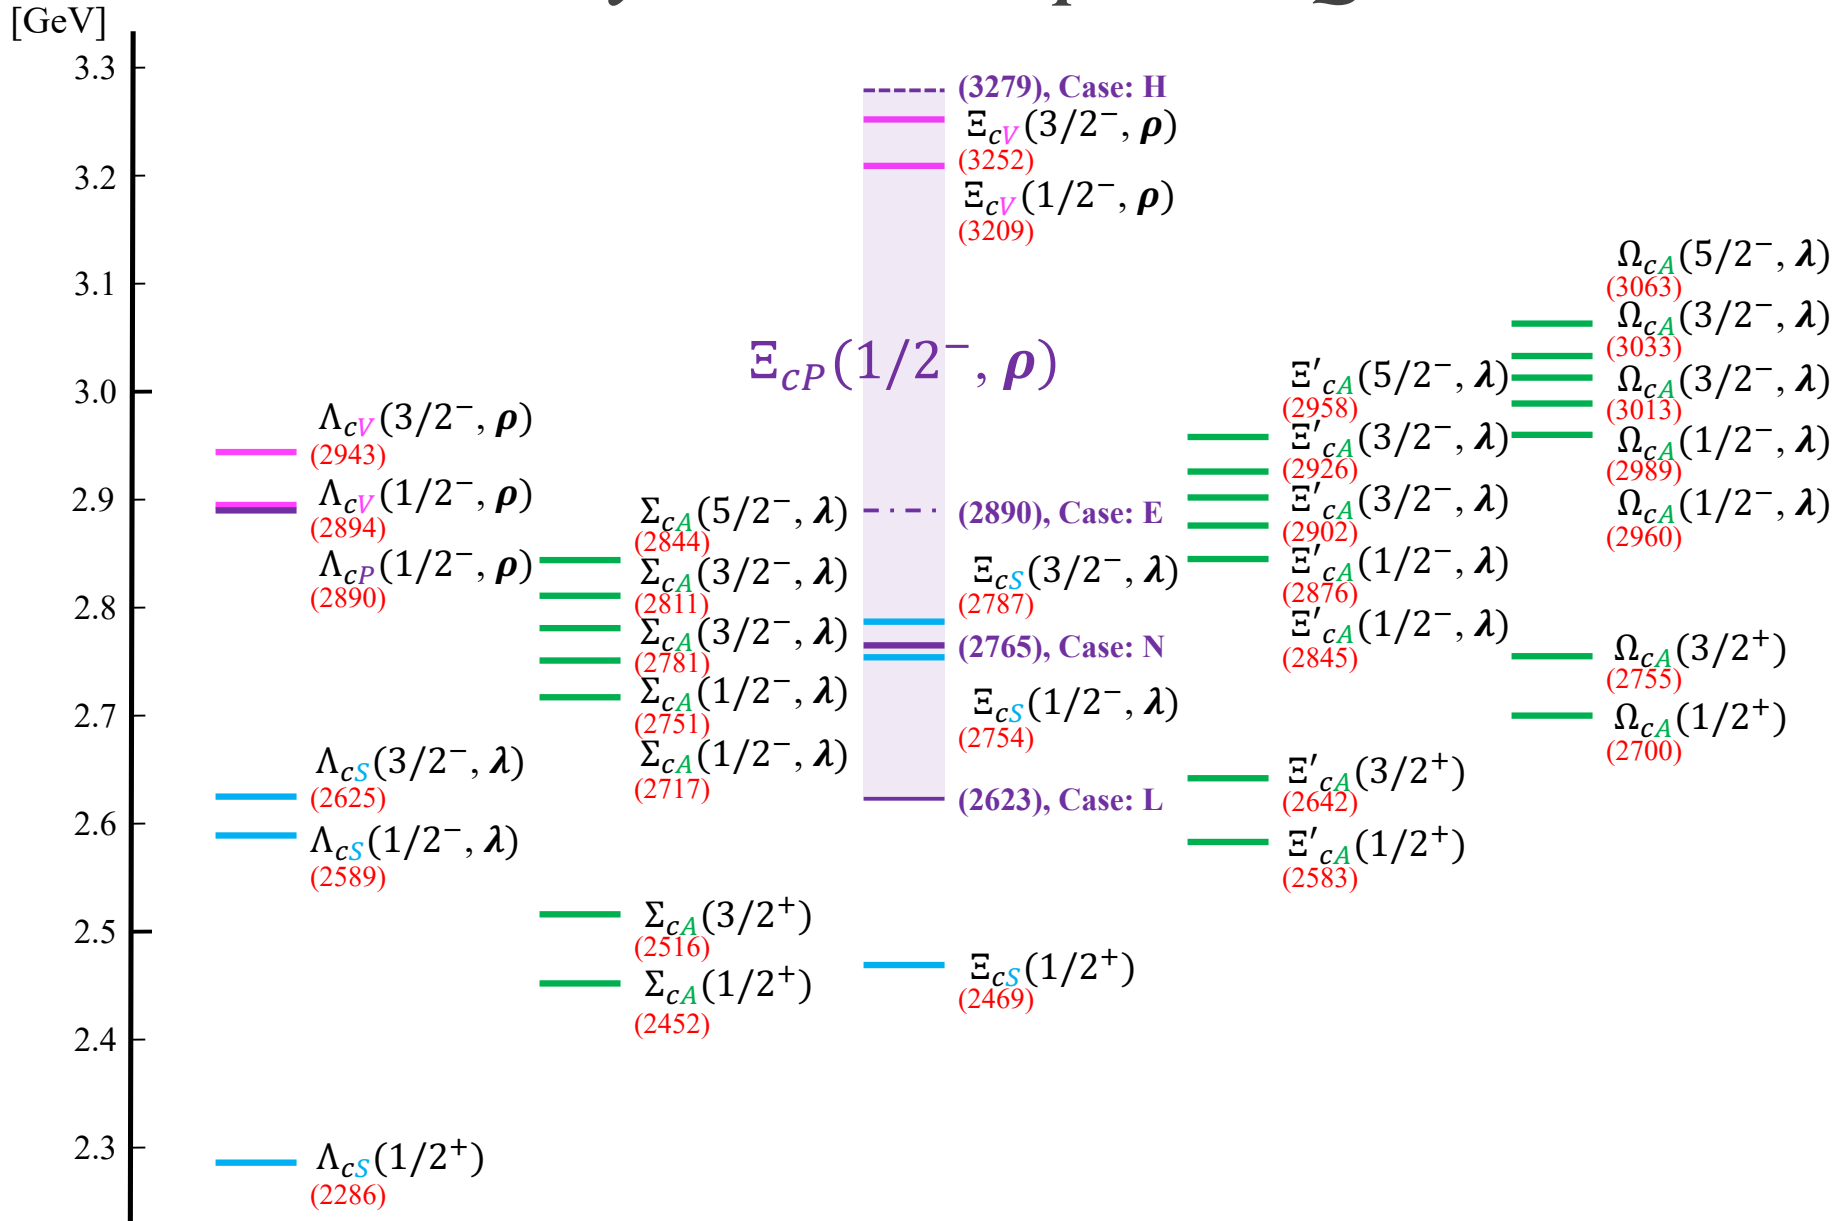 [GeV]
3.3
3.2
3.1
3.0
2.9
2.8
2.7
2.6
2.5
2.4
2.3
Λ_cV(3/2⁻, ρ)
(2943)
Λ_cV(1/2⁻, ρ)
(2894)
Λ_cP(1/2⁻, ρ)
(2890)
Λ_cS(3/2⁻, λ)
(2625)
Λ_cS(1/2⁻, λ)
(2589)
Λ_cS(1/2⁺)
(2286)
Σ_cA(5/2⁻, λ)
(2844)
Σ_cA(3/2⁻, λ)
(2811)
Σ_cA(3/2⁻, λ)
(2781)
Σ_cA(1/2⁻, λ)
(2751)
Σ_cA(1/2⁻, λ)
(2717)
Σ_cA(3/2⁺)
(2516)
Σ_cA(1/2⁺)
(2452)
(3279), Case: H
Ξ_cV(3/2⁻, ρ)
(3252)
Ξ_cV(1/2⁻, ρ)
(3209)
Ξ_cP(1/2⁻, ρ)
(2890), Case: E
Ξ_cS(3/2⁻, λ)
(2787)
(2765), Case: N
Ξ_cS(1/2⁻, λ)
(2754)
(2623), Case: L
Ξ_cS(1/2⁺)
(2469)
Ξ′_cA(5/2⁻, λ)
(2958)
Ξ′_cA(3/2⁻, λ)
(2926)
Ξ′_cA(3/2⁻, λ)
(2902)
Ξ′_cA(1/2⁻, λ)
(2876)
Ξ′_cA(1/2⁻, λ)
(2845)
Ξ′_cA(3/2⁺)
(2642)
Ξ′_cA(1/2⁺)
(2583)
Ω_cA(5/2⁻, λ)
(3063)
Ω_cA(3/2⁻, λ)
(3033)
Ω_cA(3/2⁻, λ)
(3013)
Ω_cA(1/2⁻, λ)
(2989)
Ω_cA(1/2⁻, λ)
(2960)
Ω_cA(3/2⁺)
(2755)
Ω_cA(1/2⁺)
(2700)